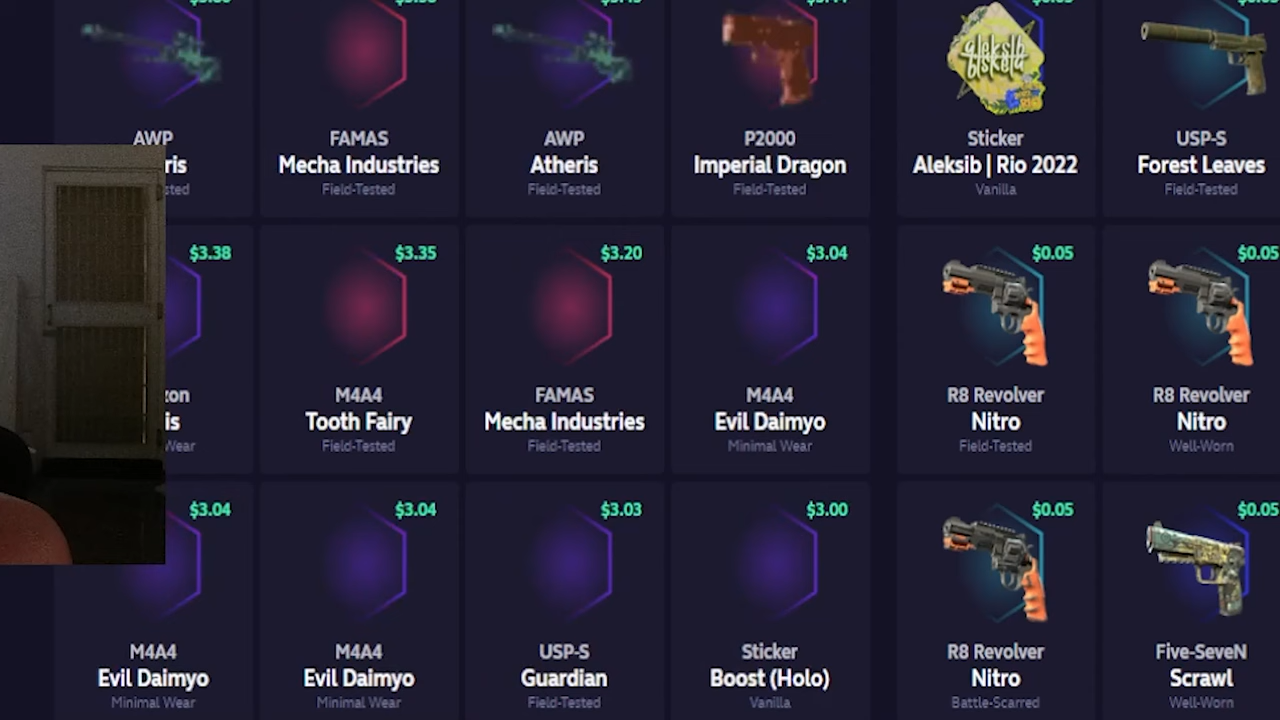 AWP
FAMAS
AWP
P2000
Sticker
USP-S
ris
Mecha Industries
Atheris
Imperial Dragon
Aleksib | Rio 2022
Forest Leaves
sted
Field-Tested
Field-Tested
Field-Tested
Vanilla
Field-Tested
$3.38
$3.35
$3.20
$3.04
$0.05
$0.05
zon
M4A4
FAMAS
M4A4
R8 Revolver
R8 Revolver
is
Tooth Fairy
Mecha Industries
Evil Daimyo
Nitro
Nitro
Wear
Field-Tested
Field-Tested
Minimal Wear
Field-Tested
Well-Worn
$3.04
$3.04
$3.03
$3.00
$0.05
$0.05
M4A4
M4A4
USP-S
Sticker
R8 Revolver
Five-SeveN
Evil Daimyo
Evil Daimyo
Guardian
Boost (Holo)
Nitro
Scrawl
Minimal Wear
Minimal Wear
Field-Tested
Vanilla
Battle-Scarred
Well-Worn